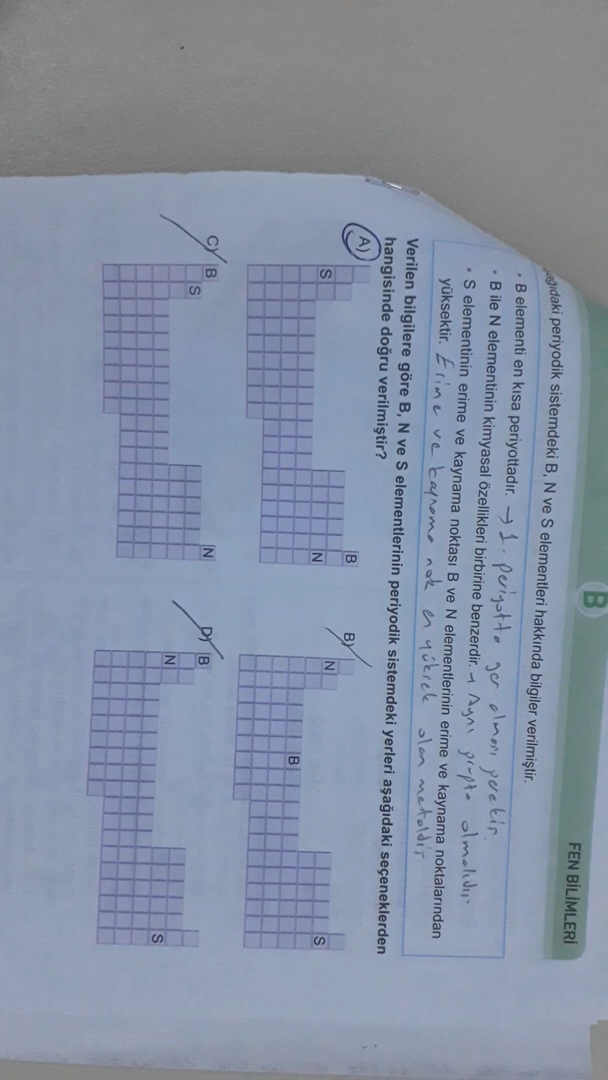 B
FEN BİLİMLERİ
ağıdaki periyodik sistemdeki B, N ve S elementleri hakkında bilgiler verilmiştir.
• B elementi en kısa periyottadır. → 1. periyotta yer alması gerekir.
• B ile N elementinin kimyasal özellikleri birbirine benzerdir. → Aynı grupta olmalıdır.
• S elementinin erime ve kaynama noktası B ve N elementlerinin erime ve kaynama noktalarından
yüksektir. Erime ve kaynama nok en yüksek olan metaldir
Verilen bilgilere göre B, N ve S elementlerinin periyodik sistemdeki yerleri aşağıdaki seçeneklerden
hangisinde doğru verilmiştir?
A)
S
B
N
B)
N
B
S
C)
B
S
N
D)
B
N
S